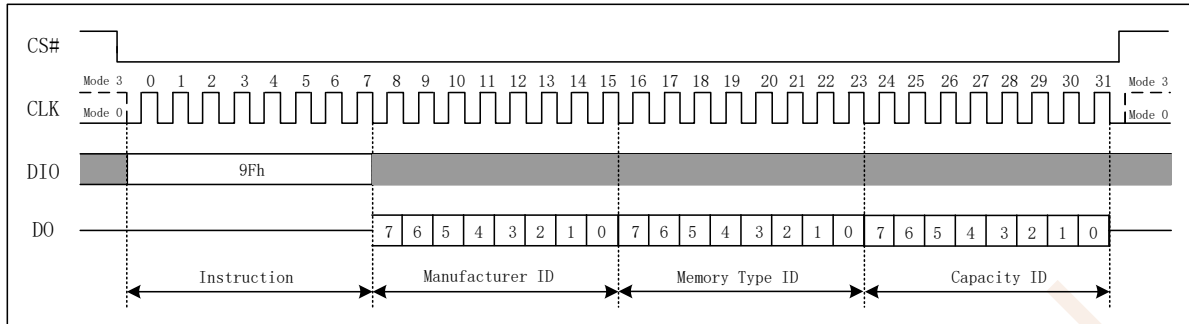 CS#
Mode 3 0 1 2 3 4 5 6 7 8 9 10 11 12 13 14 15 16 17 18 19 20 21 22 23 24 25 26 27 28 29 30 31 Mode 3
CLK
Mode 0 Mode 0
DIO 9Fh
DO 7 6 5 4 3 2 1 0 7 6 5 4 3 2 1 0 7 6 5 4 3 2 1 0
Instruction Manufacturer ID Memory Type ID Capacity ID